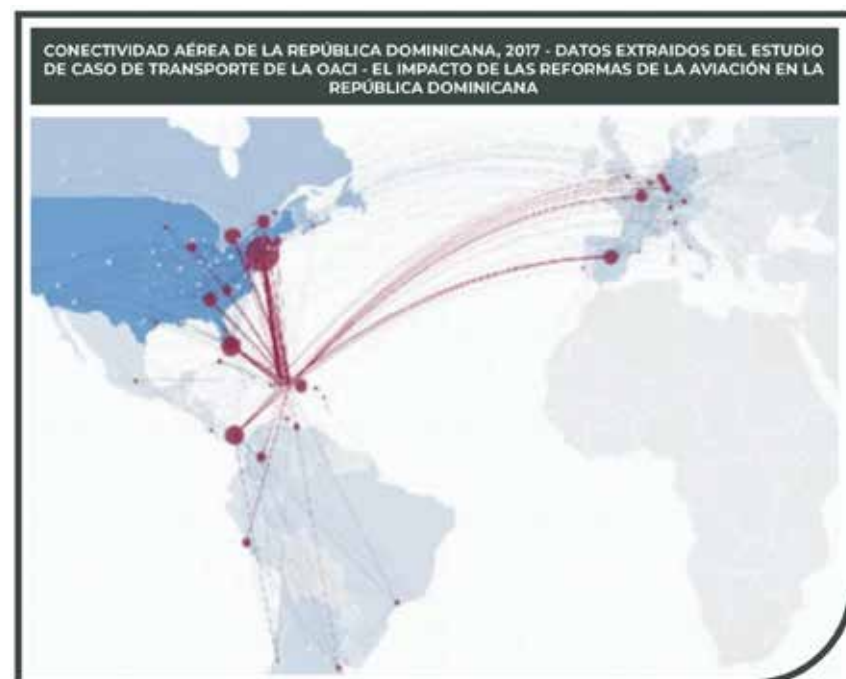 CONECTIVIDAD AÉREA DE LA REPÚBLICA DOMINICANA, 2017 - DATOS EXTRAIDOS DEL ESTUDIO
DE CASO DE TRANSPORTE DE LA OACI - EL IMPACTO DE LAS REFORMAS DE LA AVIACIÓN EN LA
REPÚBLICA DOMINICANA